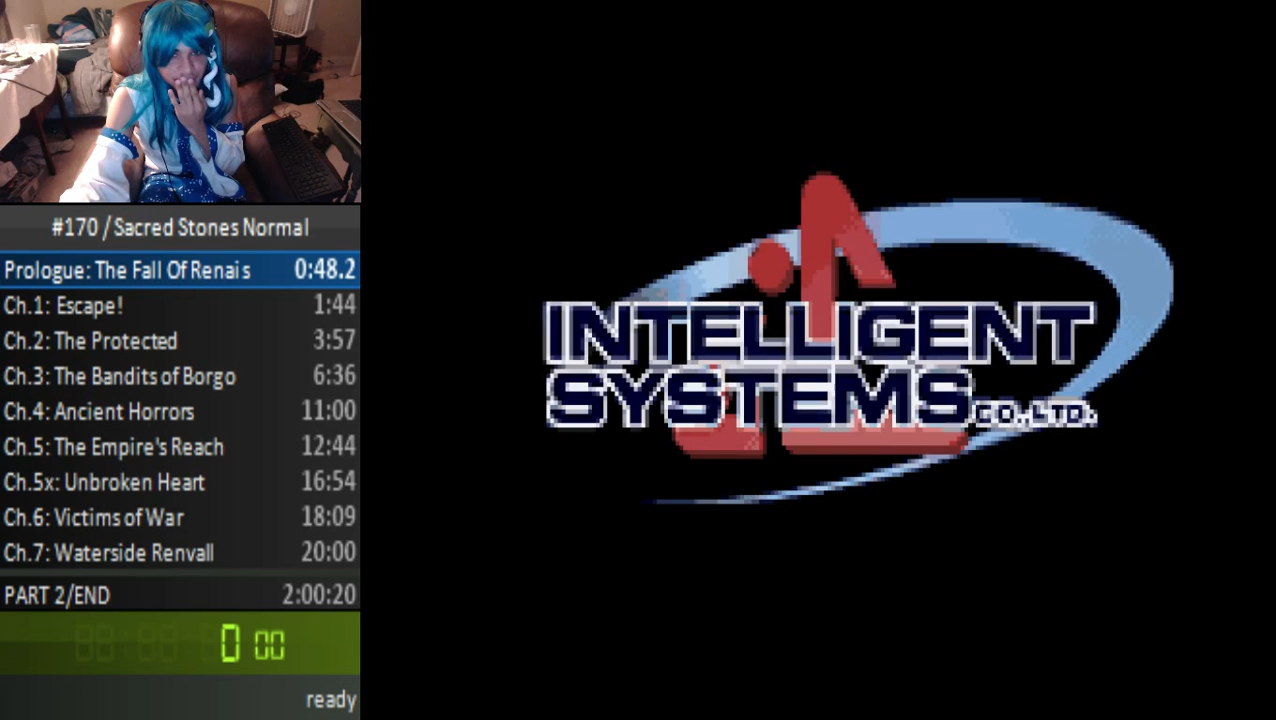 #170 / Sacred Stones Normal
Prologue: The Fall Of Renais 0:48.2
Ch.1: Escape! 1:44
Ch.2: The Protected 3:57
Ch.3: The Bandits of Borgo 6:36
Ch.4: Ancient Horrors 11:00
Ch.5: The Empire's Reach 12:44
Ch.5x: Unbroken Heart 16:54
Ch.6: Victims of War 18:09
Ch.7: Waterside Renvall 20:00
PART 2/END 2:00:20
0 00
ready
INTELLIGENT
SYSTEMS CO.,LTD.